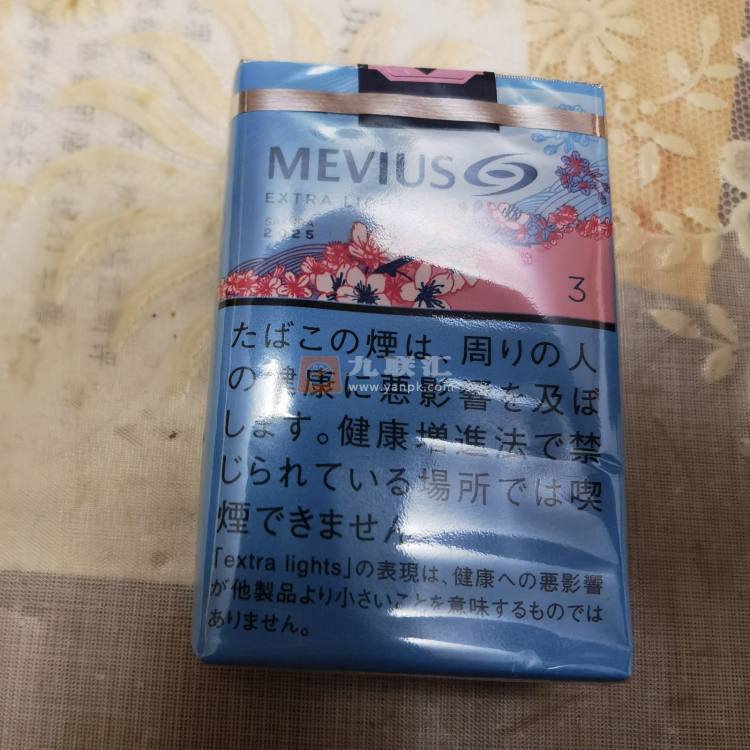 MEVIUS
EXTRA LIGHTS
SAKURA
2025
3
たばこの煙は、周りの人
の健康に悪影響を及ぼ
します。健康増進法で禁
じられている場所では喫
煙できません
九联汇
www.yanpk.com
「extra lights」の表現は、健康への悪影響
が他製品より小さいことを意味するものでは
ありません。